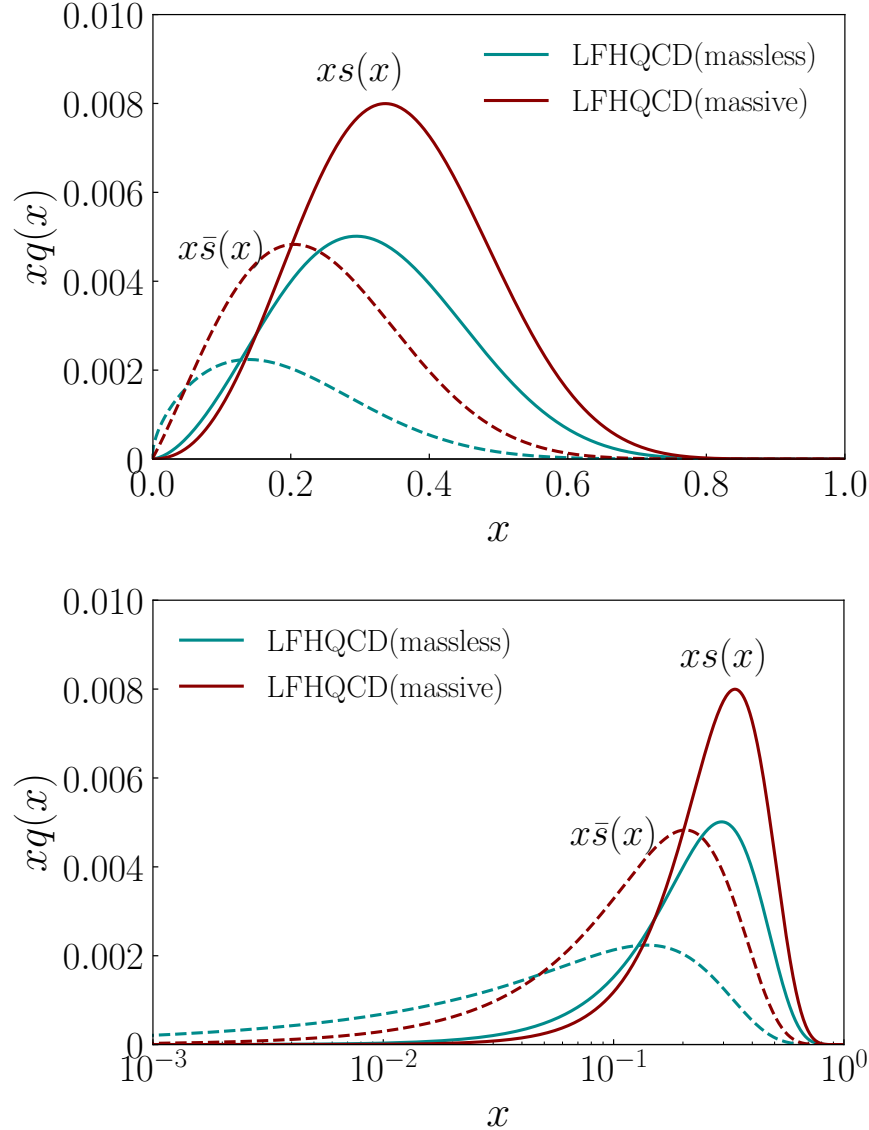 0.010
0.008
0.006
0.004
0.002
0
xq(x)
xs(x)
xs̄(x)
LFHQCD(massless)
LFHQCD(massive)
0.0 0.2 0.4 0.6 0.8 1.0
x
0.010
0.008
0.006
0.004
0.002
0
xq(x)
LFHQCD(massless)
LFHQCD(massive)
xs(x)
xs̄(x)
10⁻³ 10⁻² 10⁻¹ 10⁰
x